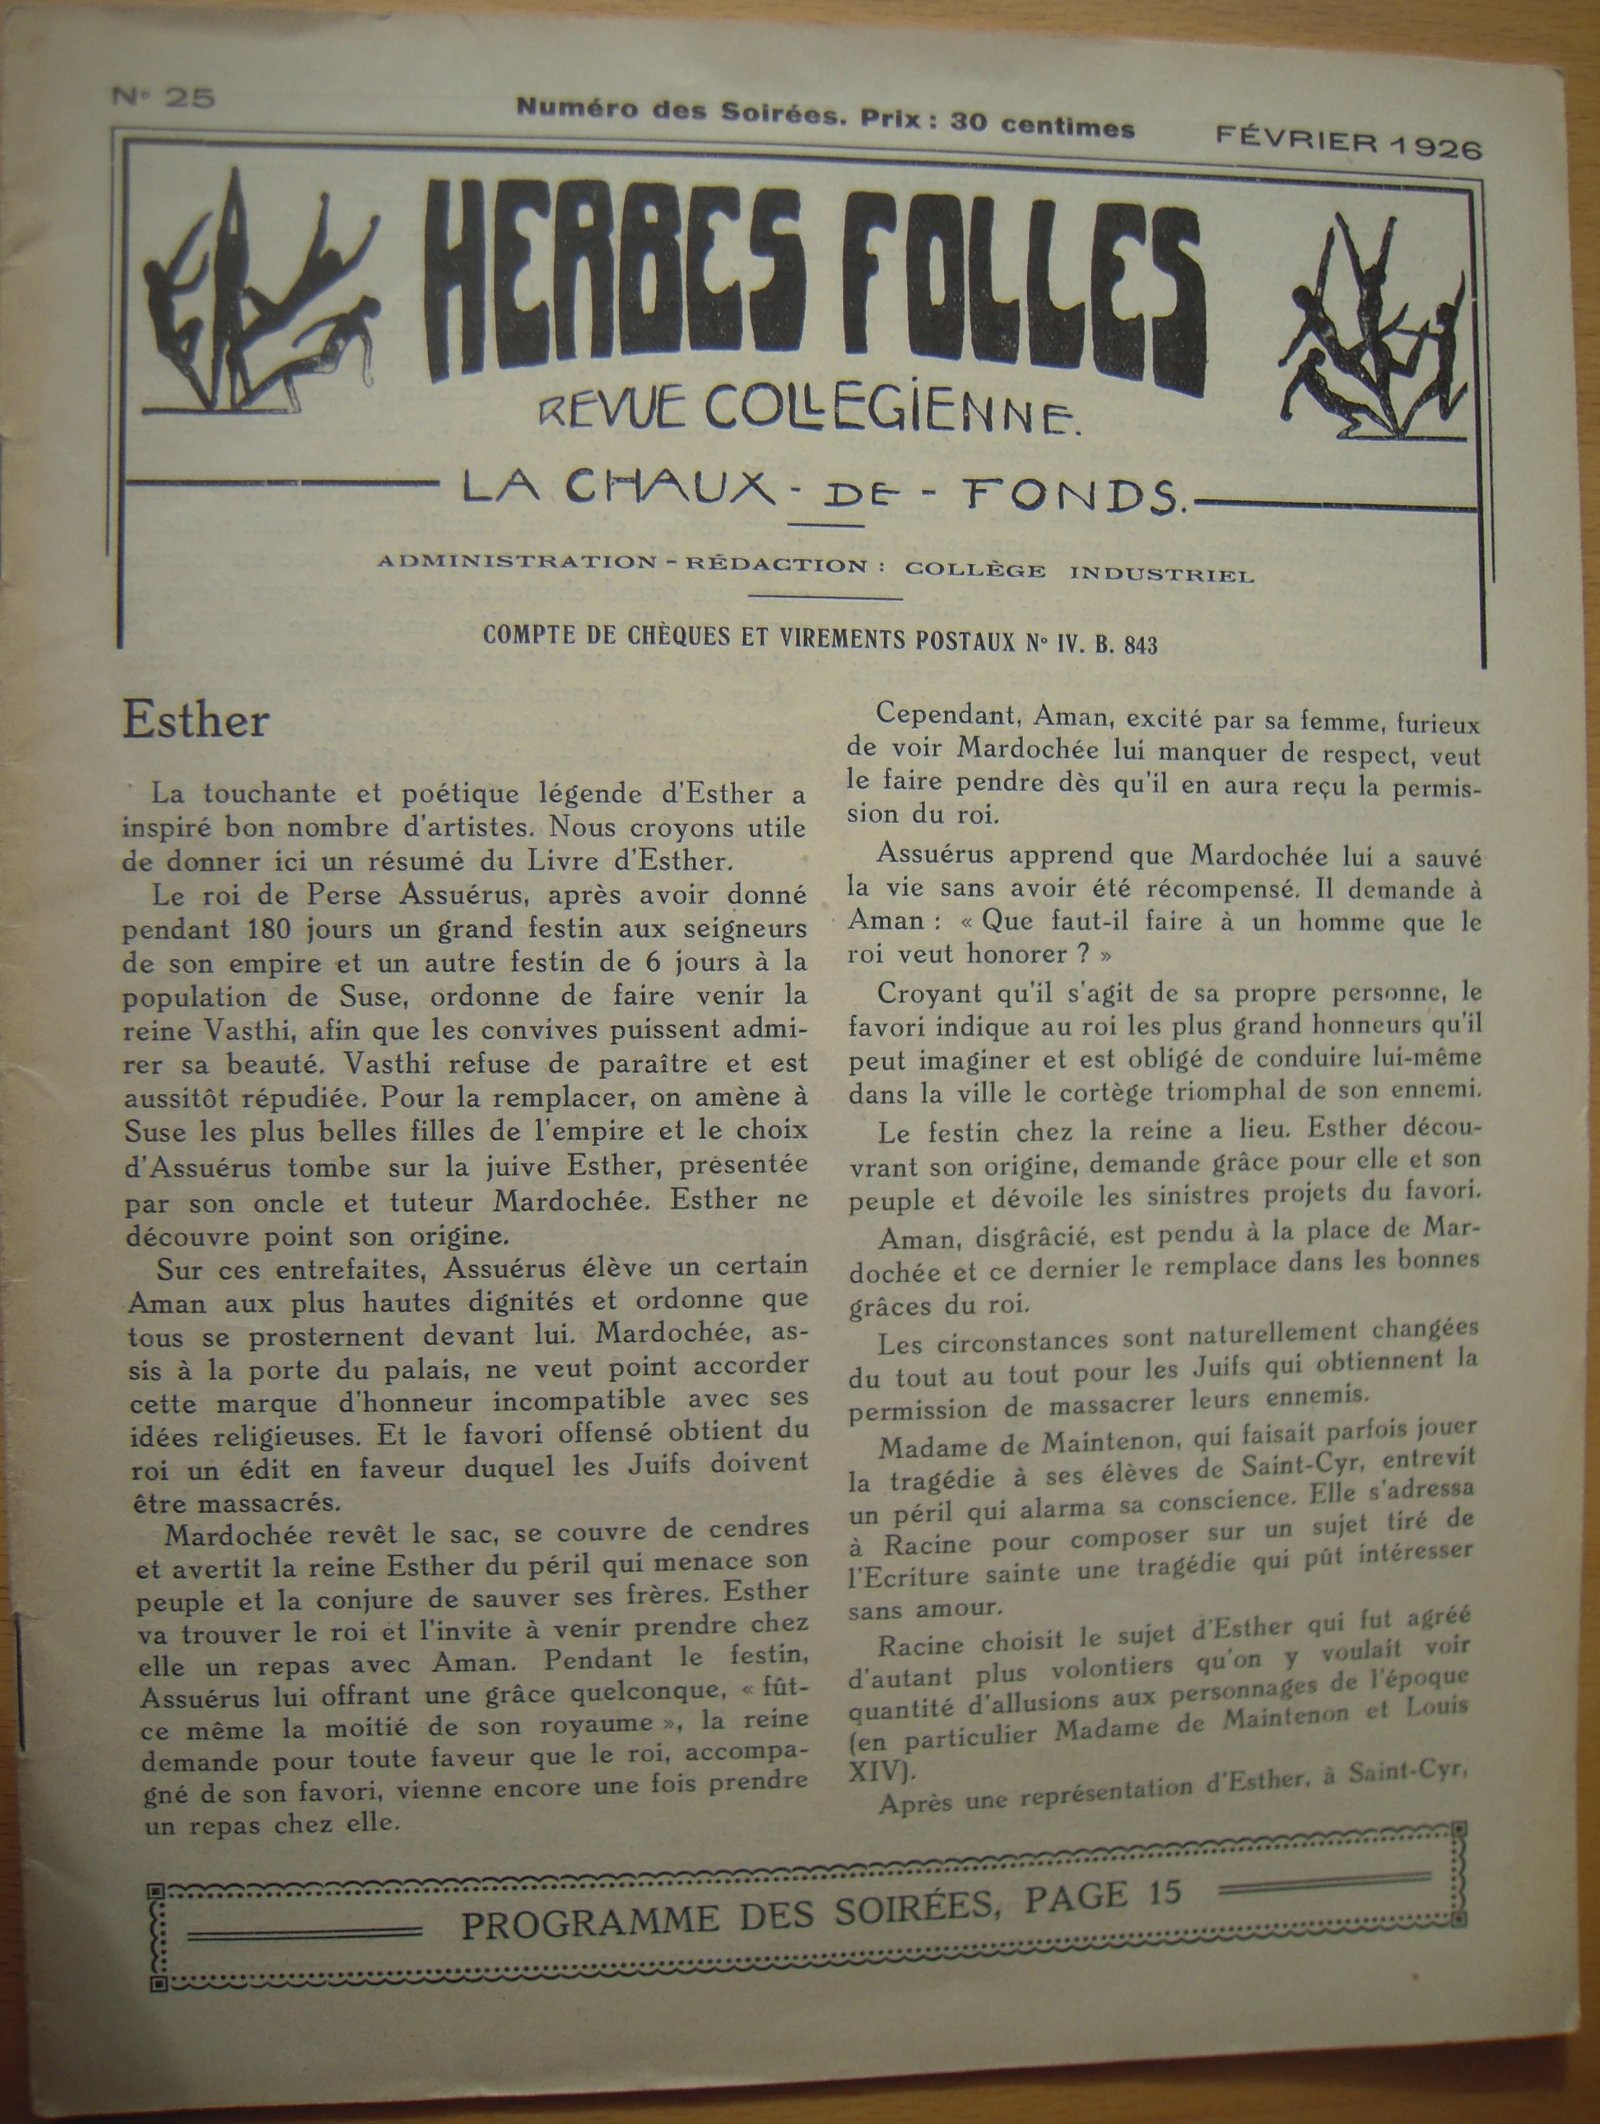 N° 25
Numéro des Soirées. Prix : 30 centimes
FÉVRIER 1926
HERBES FOLLES
REVUE COLLEGIENNE.
LA CHAUX - DE - FONDS.
ADMINISTRATION - RÉDACTION : COLLÈGE INDUSTRIEL
COMPTE DE CHÈQUES ET VIREMENTS POSTAUX N° IV. B. 843
Esther
La touchante et poétique légende d'Esther a
inspiré bon nombre d'artistes. Nous croyons utile
de donner ici un résumé du Livre d'Esther.
Le roi de Perse Assuérus, après avoir donné
pendant 180 jours un grand festin aux seigneurs
de son empire et un autre festin de 6 jours à la
population de Suse, ordonne de faire venir la
reine Vasthi, afin que les convives puissent admi-
rer sa beauté. Vasthi refuse de paraître et est
aussitôt répudiée. Pour la remplacer, on amène à
Suse les plus belles filles de l'empire et le choix
d'Assuérus tombe sur la juive Esther, présentée
par son oncle et tuteur Mardochée. Esther ne
découvre point son origine.
Sur ces entrefaites, Assuérus élève un certain
Aman aux plus hautes dignités et ordonne que
tous se prosternent devant lui. Mardochée, as-
sis à la porte du palais, ne veut point accorder
cette marque d'honneur incompatible avec ses
idées religieuses. Et le favori offensé obtient du
roi un édit en faveur duquel les Juifs doivent
être massacrés.
Mardochée revêt le sac, se couvre de cendres
et avertit la reine Esther du péril qui menace son
peuple et la conjure de sauver ses frères. Esther
va trouver le roi et l'invite à venir prendre chez
elle un repas avec Aman. Pendant le festin,
Assuérus lui offrant une grâce quelconque, « fût-
ce même la moitié de son royaume », la reine
demande pour toute faveur que le roi, accompa-
gné de son favori, vienne encore une fois prendre
un repas chez elle.
Cependant, Aman, excité par sa femme, furieux
de voir Mardochée lui manquer de respect, veut
le faire pendre dès qu'il en aura reçu la permis-
sion du roi.
Assuérus apprend que Mardochée lui a sauvé
la vie sans avoir été récompensé. Il demande à
Aman : « Que faut-il faire à un homme que le
roi veut honorer ? »
Croyant qu'il s'agit de sa propre personne, le
favori indique au roi les plus grand honneurs qu'il
peut imaginer et est obligé de conduire lui-même
dans la ville le cortège triomphal de son ennemi.
Le festin chez la reine a lieu. Esther décou-
vrant son origine, demande grâce pour elle et son
peuple et dévoile les sinistres projets du favori.
Aman, disgrâcié, est pendu à la place de Mar-
dochée et ce dernier le remplace dans les bonnes
grâces du roi.
Les circonstances sont naturellement changées
du tout au tout pour les Juifs qui obtiennent la
permission de massacrer leurs ennemis.
Madame de Maintenon, qui faisait parfois jouer
la tragédie à ses élèves de Saint-Cyr, entrevit
un péril qui alarma sa conscience. Elle s'adressa
à Racine pour composer sur un sujet tiré de
l'Ecriture sainte une tragédie qui pût intéresser
sans amour.
Racine choisit le sujet d'Esther qui fut agréé
d'autant plus volontiers qu'on y voulait voir
quantité d'allusions aux personnages de l'époque
(en particulier Madame de Maintenon et Louis
XIV).
Après une représentation d'Esther, à Saint-Cyr,
PROGRAMME DES SOIRÉES, PAGE 15